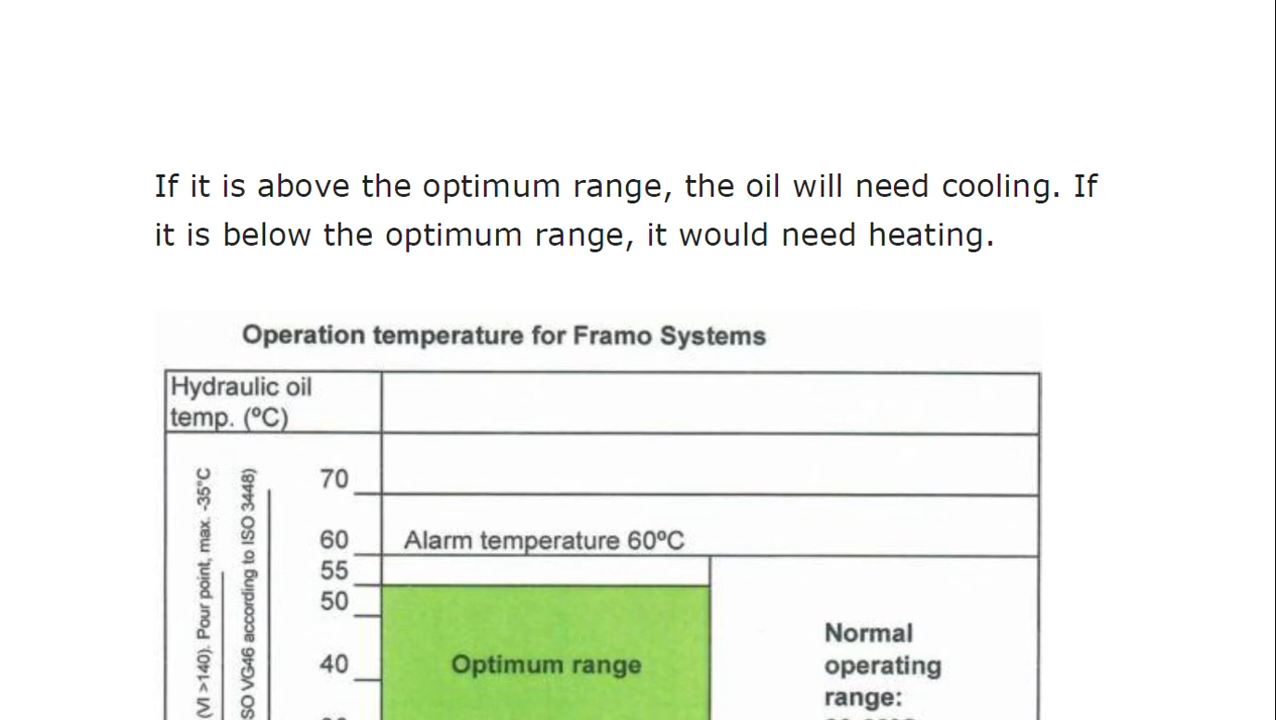 If it is above the optimum range, the oil will need cooling. If
it is below the optimum range, it would need heating.
Operation temperature for Framo Systems
Hydraulic oil
temp. (ºC)
70
60
Alarm temperature 60ºC
55
50
40
Optimum range
Normal
operating
range:
(VI >140). Pour point, max. -35°C
SO VG46 according to ISO 3448)